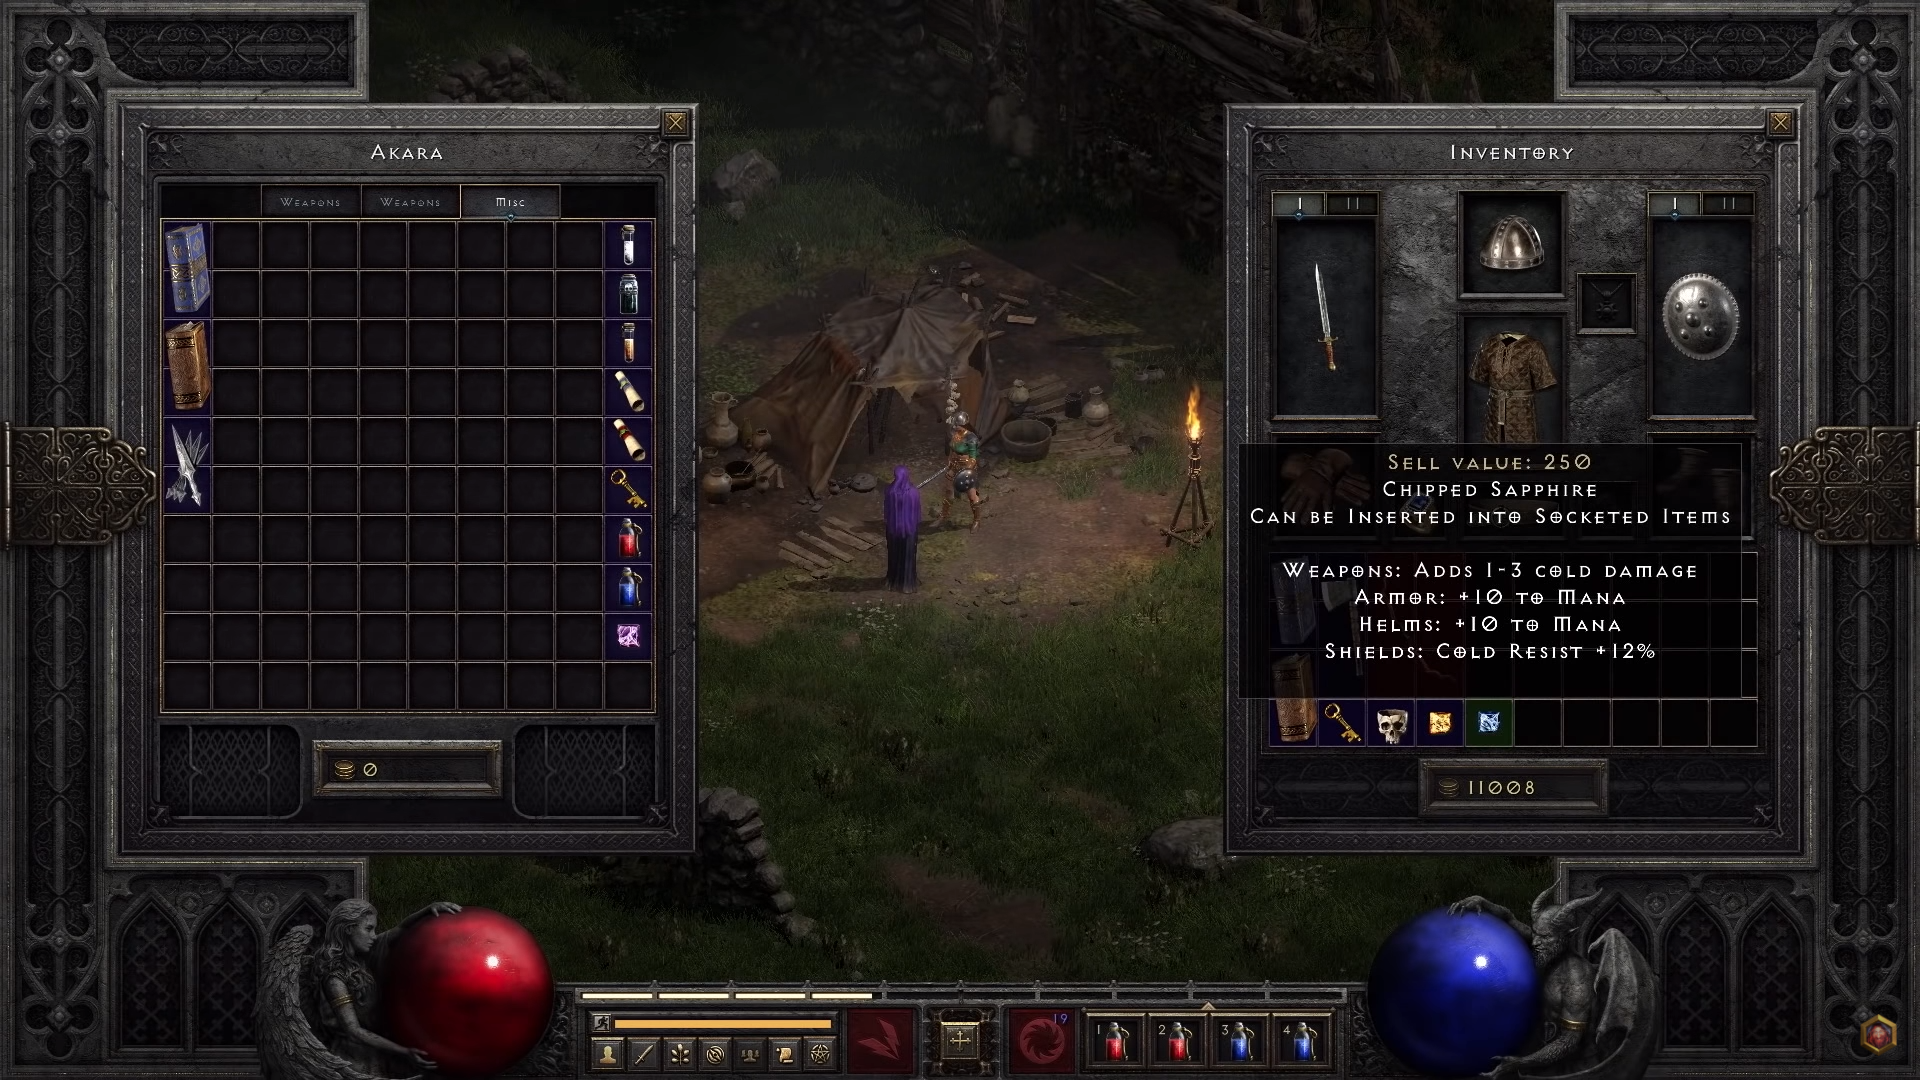 Akara
Weapons
Weapons
Misc
0
Inventory
I
II
I
II
Sell value: 250
Chipped Sapphire
Can be Inserted into Socketed Items
Weapons: Adds 1-3 cold damage
Armor: +10 to Mana
Helms: +10 to Mana
Shields: Cold Resist +12%
11008
19
1
2
3
4